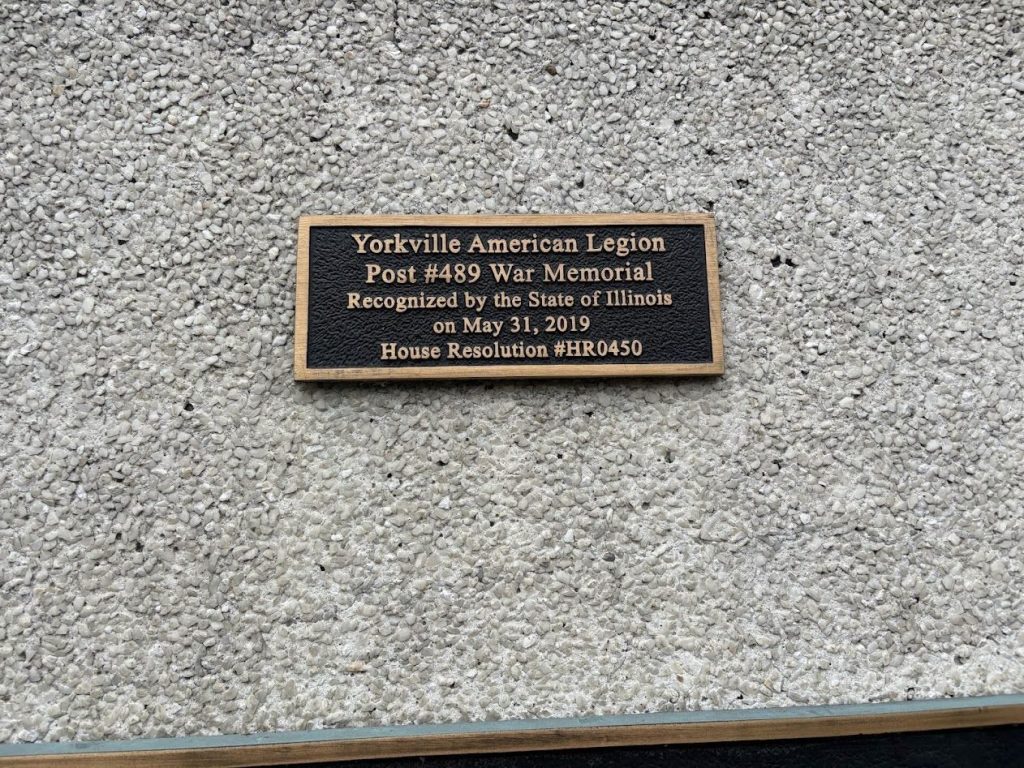 Yorkville American Legion
Post #489 War Memorial
Recognized by the State of Illinois
on May 31, 2019
House Resolution #HR0450